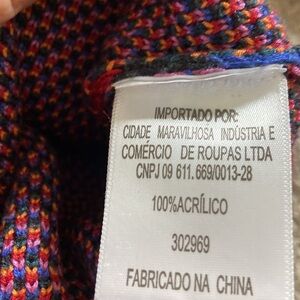 IMPORTADO POR:
CIDADE MARAVILHOSA INDÚSTRIA E
COMÉRCIO DE ROUPAS LTDA
CNPJ 09 611.669/0013-28
100%ACRÍLICO
302969
FABRICADO NA CHINA